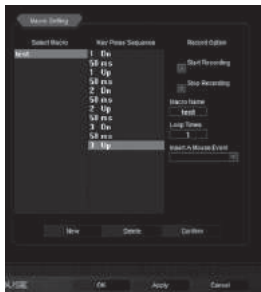 Macro Setting
Select Macro
Key Press Sequence
Record Option
test
1 Dn
50 ms
1 Up
50 ms
2 Dn
50 ms
2 Up
50 ms
3 Dn
50 ms
3 Up
Start Recording
Stop Recording
Macro Name
test
Loop Times
1
Insert A Mouse Event
New
Delete
Confirm
OK
Apply
Cancel